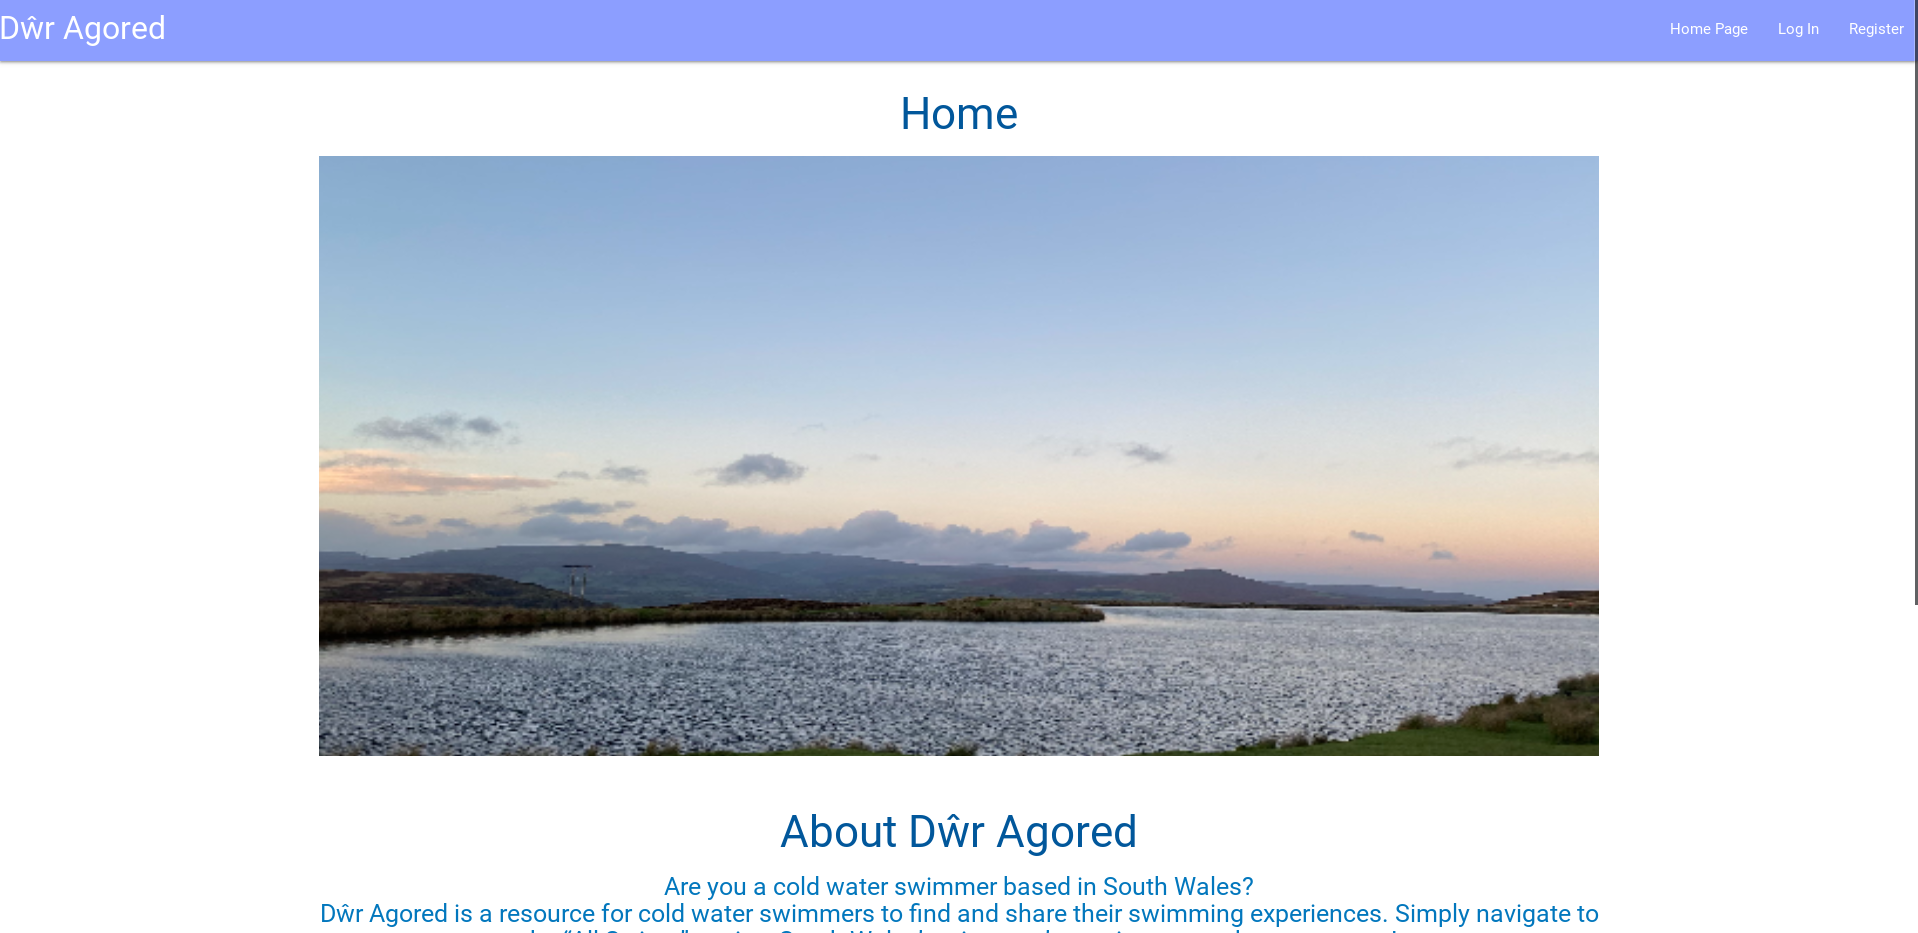 Dŵr Agored
Home Page
Log In
Register
Home
About Dŵr Agored
Are you a cold water swimmer based in South Wales?
Dŵr Agored is a resource for cold water swimmers to find and share their swimming experiences. Simply navigate to